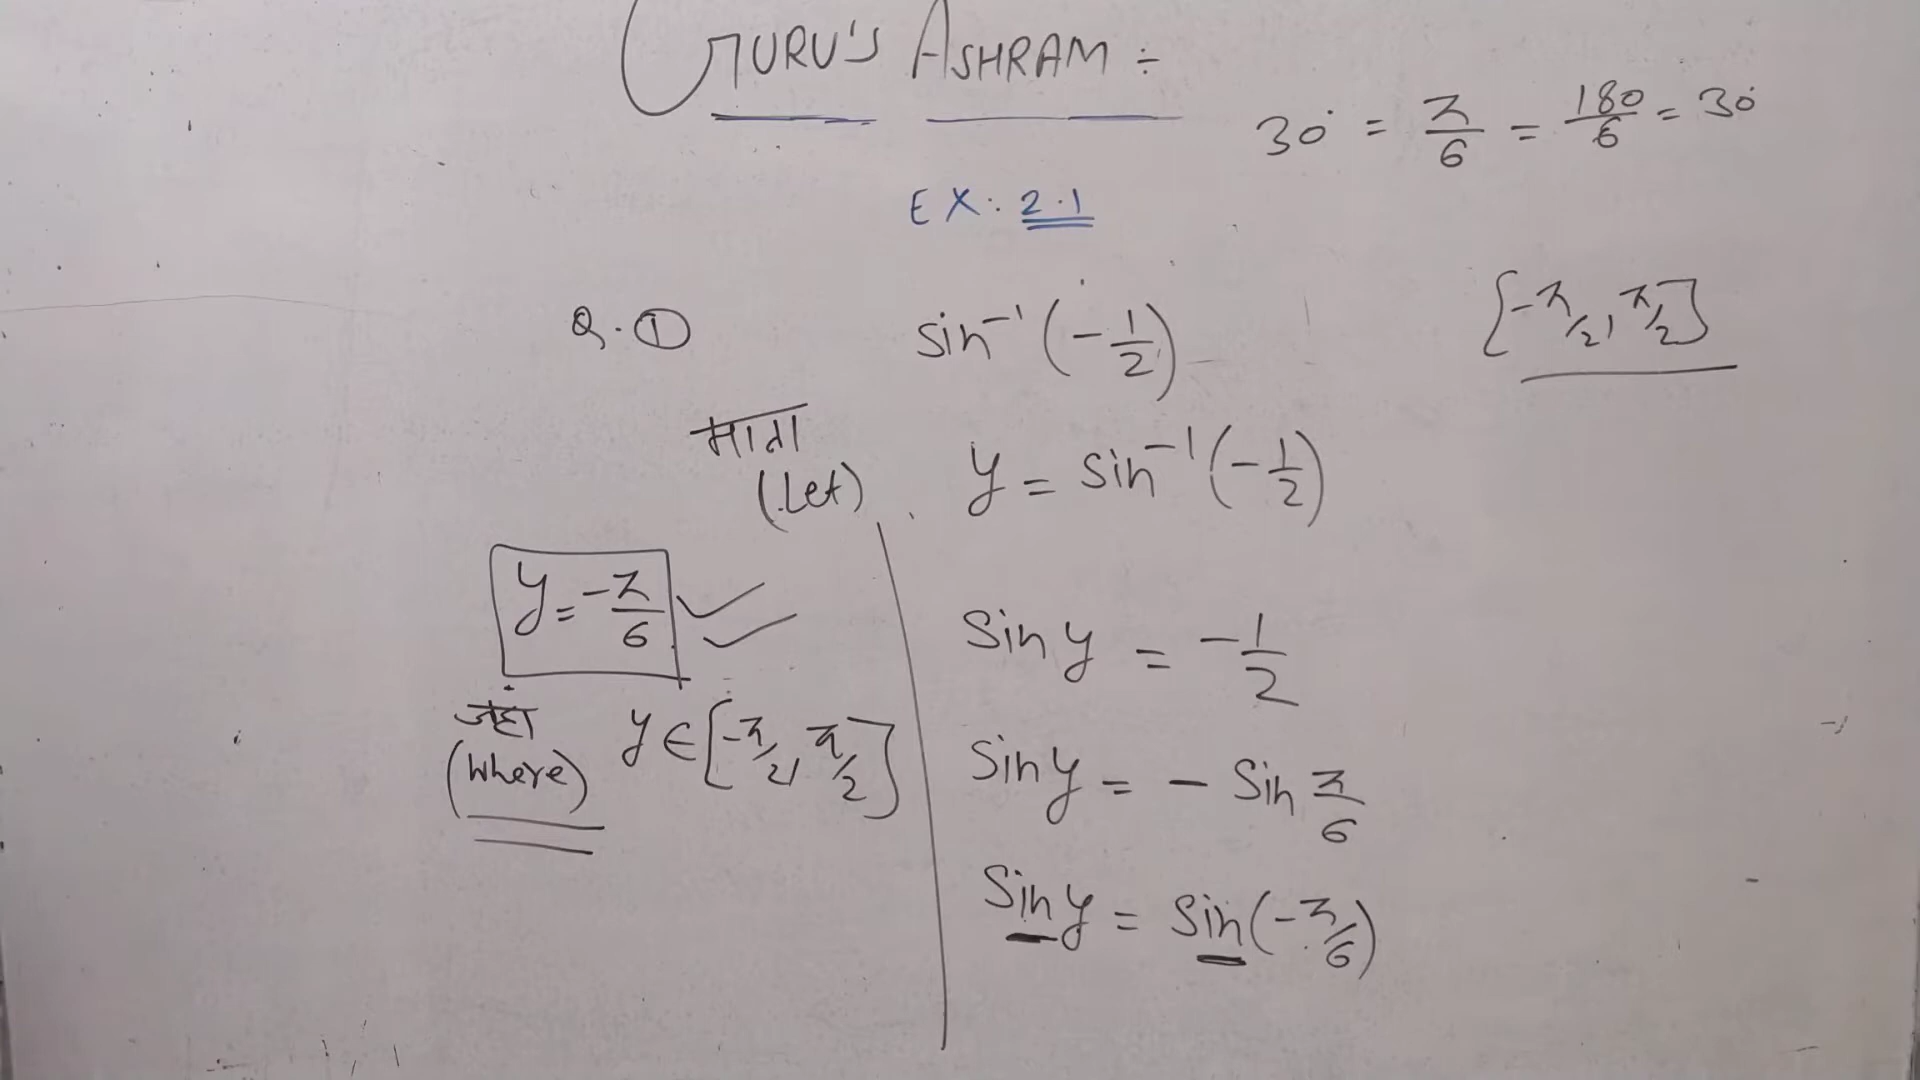 GURU'S ASHRAM ÷
30° = π/6 = 180/6 = 30°
EX: 2.1
Q. ① sin⁻¹(-1/2) [-π/2, π/2]
माना
(Let) y = sin⁻¹(-1/2)
Sin y = -1/2
Sin y = - Sin π/6
Sin y = Sin(-π/6)
y = -π/6
जहां
(where) y ∈ [-π/2, π/2]